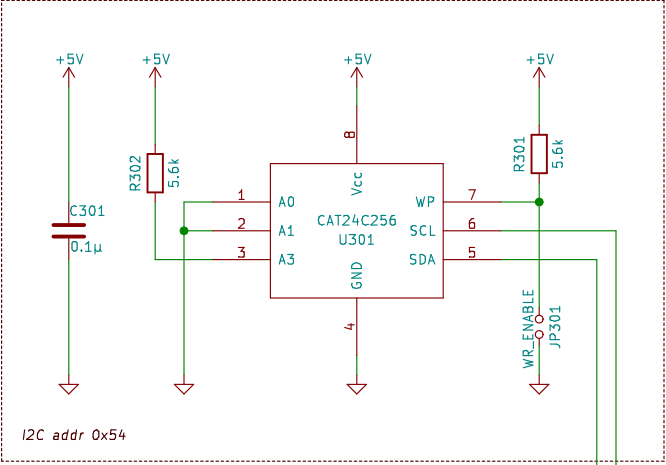 +5V
+5V
+5V
+5V
R302
5.6k
8
R301
5.6k
Vcc
C301
0.1µ
1
A0
WP
7
CAT24C256
2
A1
SCL
6
U301
3
A3
SDA
5
GND
4
WR_ENABLE
JP301
I2C addr 0x54